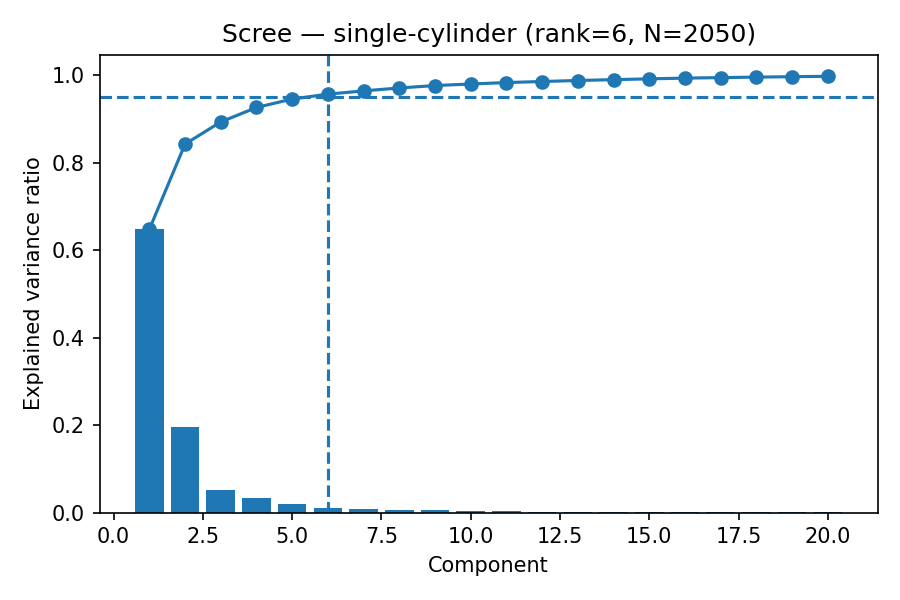 Scree — single-cylinder (rank=6, N=2050)
Explained variance ratio
1.0
0.8
0.6
0.4
0.2
0.0
0.0 2.5 5.0 7.5 10.0 12.5 15.0 17.5 20.0
Component